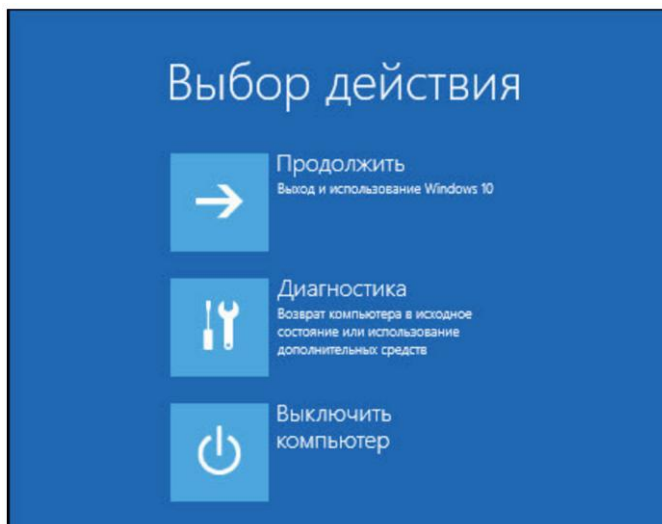 Выбор действия
Продолжить
Выход и использование Windows 10
Диагностика
Возврат компьютера в исходное
состояние или использование
дополнительных средств
Выключить
компьютер